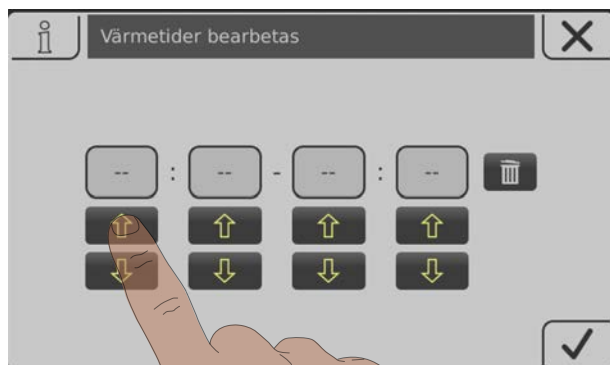 Värmetider bearbetas
-- : -- - -- : --